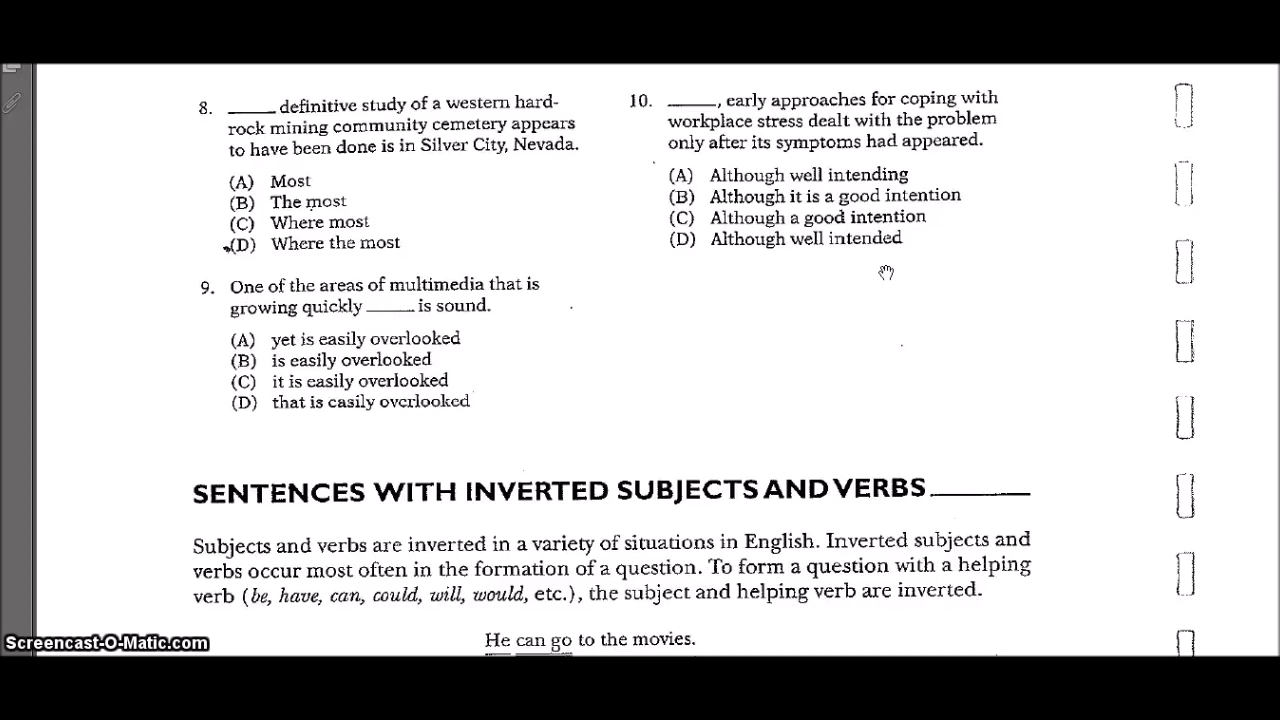 8. _____ definitive study of a western hard-
rock mining community cemetery appears
to have been done is in Silver City, Nevada.
(A) Most
(B) The most
(C) Where most
(D) Where the most
9. One of the areas of multimedia that is
growing quickly _____ is sound.
(A) yet is easily overlooked
(B) is easily overlooked
(C) it is easily overlooked
(D) that is easily overlooked
10. _____, early approaches for coping with
workplace stress dealt with the problem
only after its symptoms had appeared.
(A) Although well intending
(B) Although it is a good intention
(C) Although a good intention
(D) Although well intended
SENTENCES WITH INVERTED SUBJECTS AND VERBS_____
Subjects and verbs are inverted in a variety of situations in English. Inverted subjects and
verbs occur most often in the formation of a question. To form a question with a helping
verb (be, have, can, could, will, would, etc.), the subject and helping verb are inverted.
He can go to the movies.
Screencast-O-Matic.com